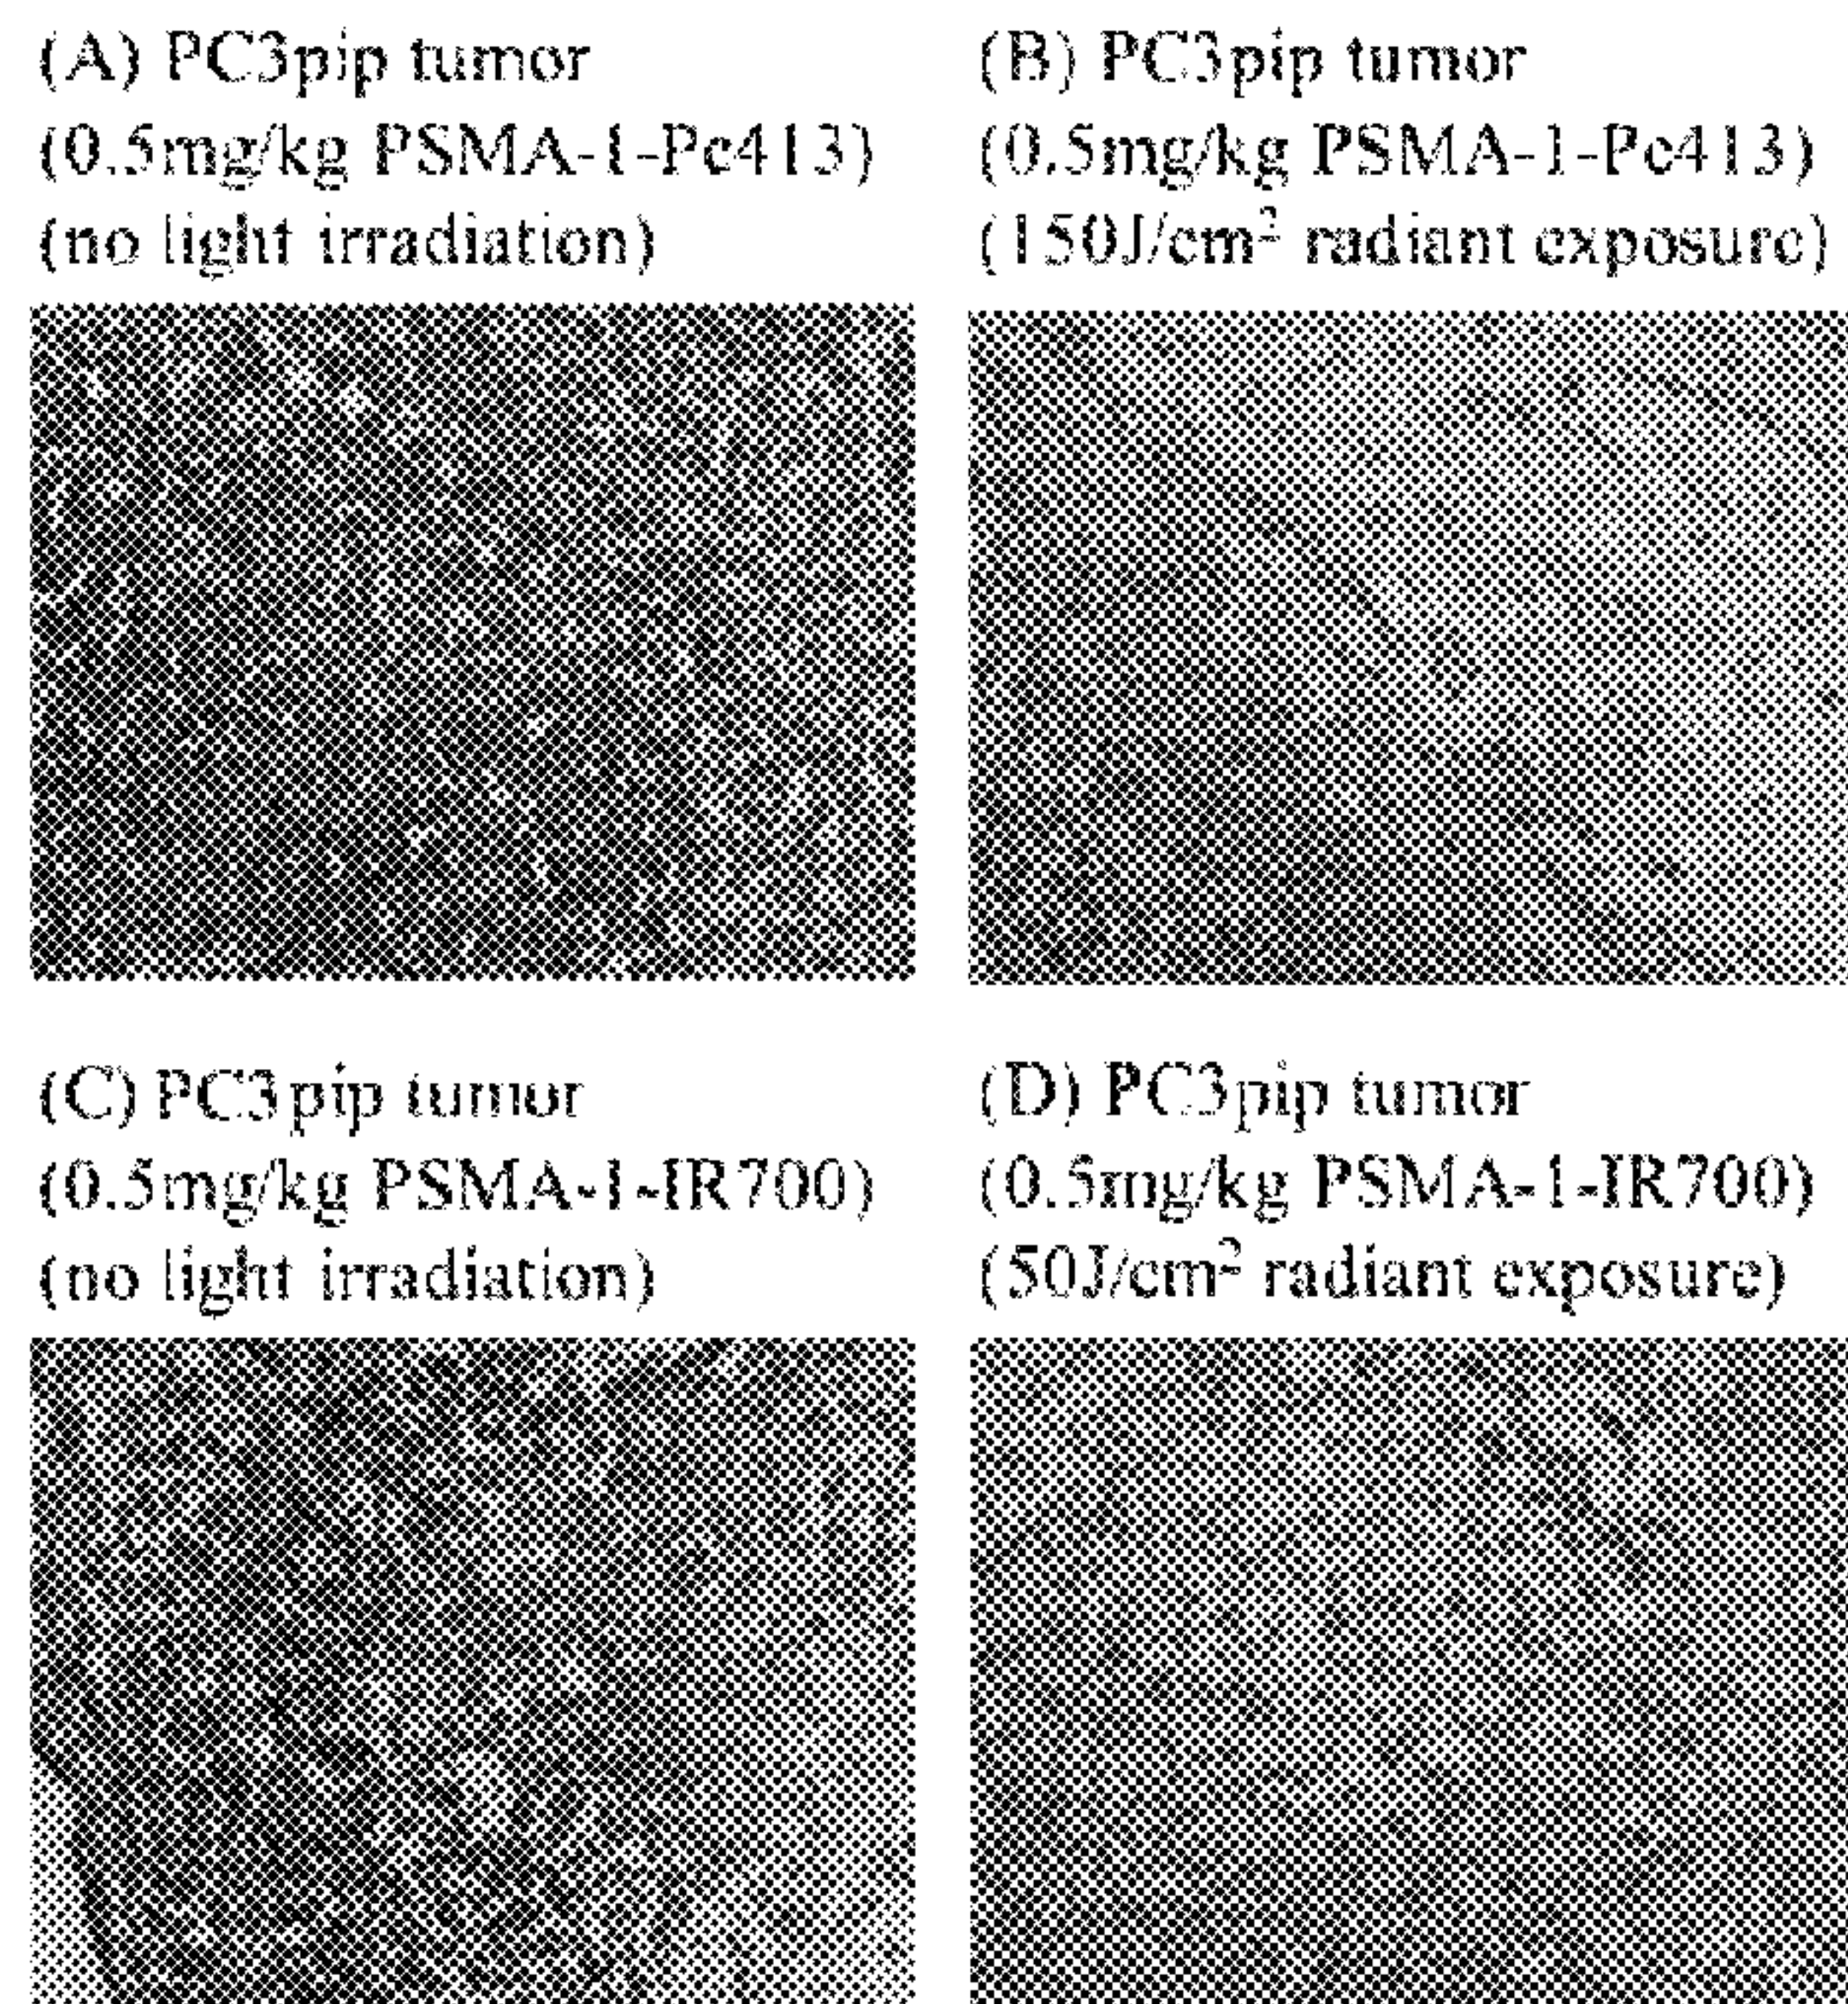 (A) PC3pip tumor
(0.5mg/kg PSMA-1-Pc413)
(no light irradiation)
(B) PC3pip tumor
(0.5mg/kg PSMA-1-Pc413)
(150J/cm² radiant exposure)
(C) PC3pip tumor
(0.5mg/kg PSMA-1-IR700)
(no light irradiation)
(D) PC3pip tumor
(0.5mg/kg PSMA-1-IR700)
(50J/cm² radiant exposure)